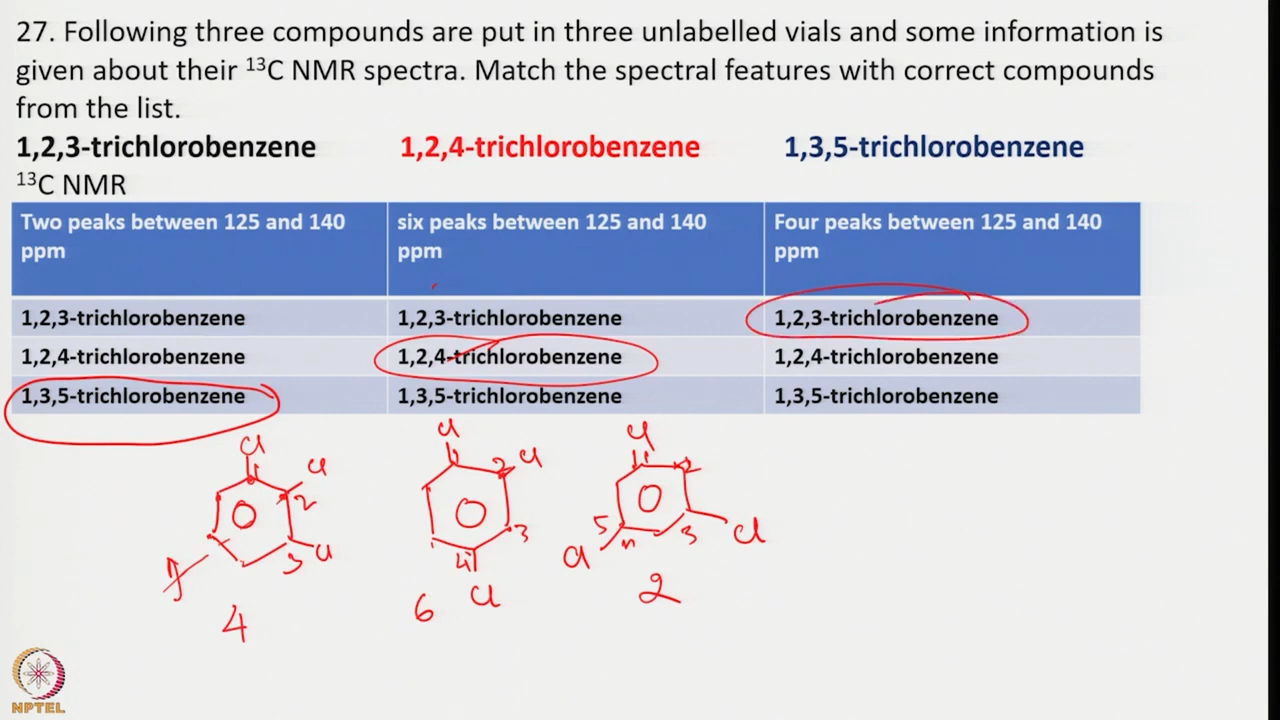 27. Following three compounds are put in three unlabelled vials and some information is
given about their ¹³C NMR spectra. Match the spectral features with correct compounds
from the list.
1,2,3-trichlorobenzene 1,2,4-trichlorobenzene 1,3,5-trichlorobenzene
¹³C NMR
Two peaks between 125 and 140 ppm
six peaks between 125 and 140 ppm
Four peaks between 125 and 140 ppm
1,2,3-trichlorobenzene 1,2,3-trichlorobenzene 1,2,3-trichlorobenzene
1,2,4-trichlorobenzene 1,2,4-trichlorobenzene 1,2,4-trichlorobenzene
1,3,5-trichlorobenzene 1,3,5-trichlorobenzene 1,3,5-trichlorobenzene
Cl Cl 2 3 Cl
4
Cl 2 Cl 3 4 Cl
6
Cl 2 3 Cl 4 5 Cl
2
NPTEL